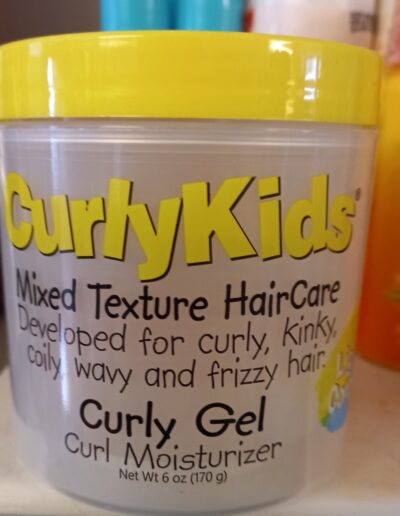 CurlyKids®
Mixed Texture HairCare
Developed for curly, kinky,
coily, wavy and frizzy hair.
Curly Gel
Curl Moisturizer
Net Wt 6 oz (170 g)